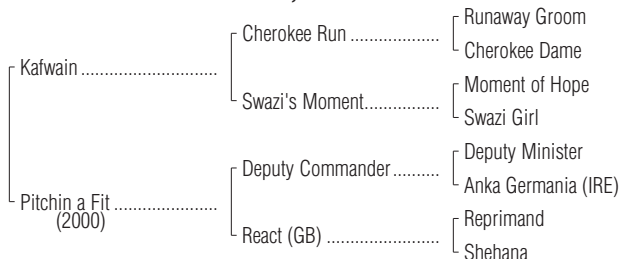 Runaway Groom
Cherokee Run ...................
Cherokee Dame
Kafwain ............................
Moment of Hope
Swazi's Moment................
Swazi Girl
Deputy Minister
Deputy Commander ..........
Anka Germania (IRE)
Pitchin a Fit .....................
(2000)
Reprimand
React (GB) .......................
Shehana